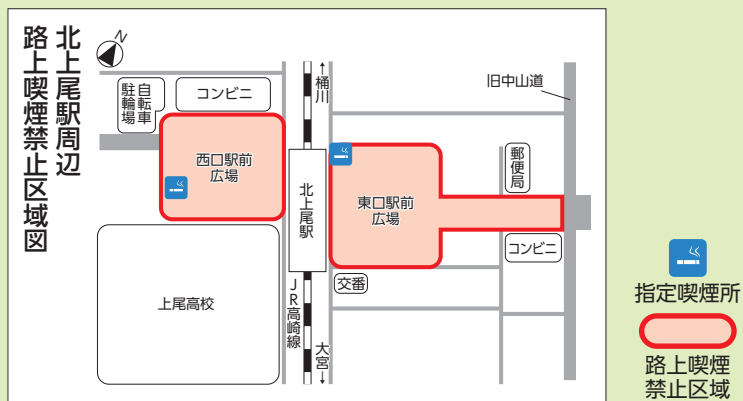 北上尾駅周辺
路上喫煙禁止区域図
N
自転車
駐輪場
コンビニ
↑桶川
旧中山道
西口駅前
広場
北上尾駅
東口駅前
広場
郵便局
コンビニ
交番
上尾高校
JR高崎線
大宮↓
指定喫煙所
路上喫煙
禁止区域